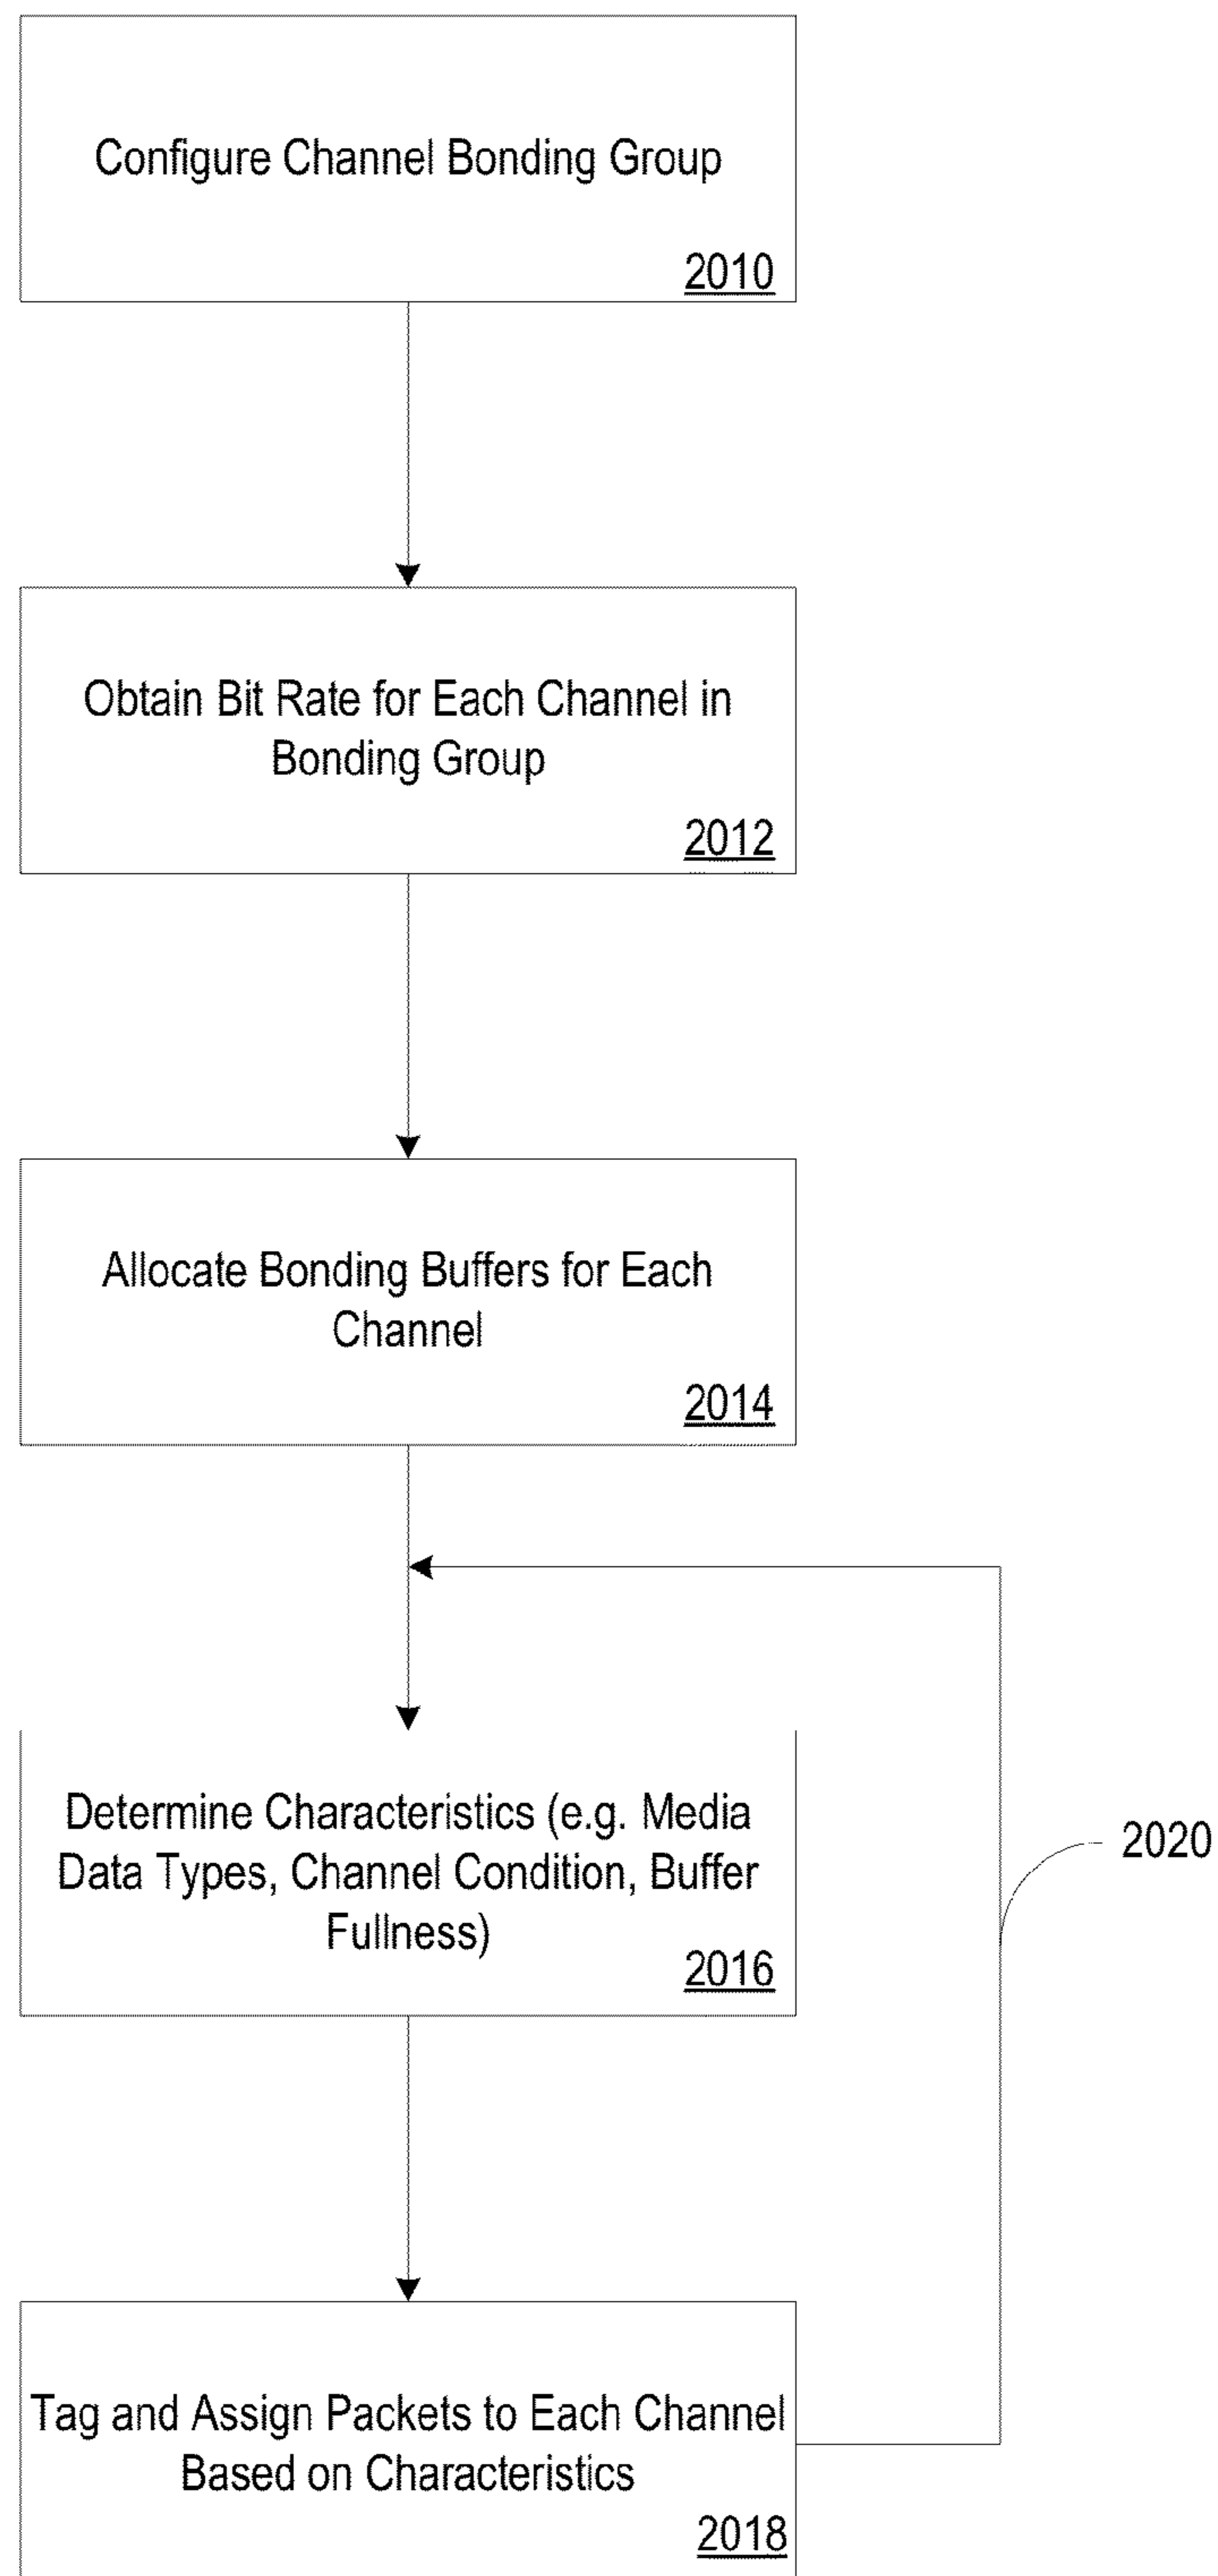 Configure Channel Bonding Group
2010
Obtain Bit Rate for Each Channel in
Bonding Group
2012
Allocate Bonding Buffers for Each
Channel
2014
Determine Characteristics (e.g. Media
Data Types, Channel Condition, Buffer
Fullness)
2016
2020
Tag and Assign Packets to Each Channel
Based on Characteristics
2018